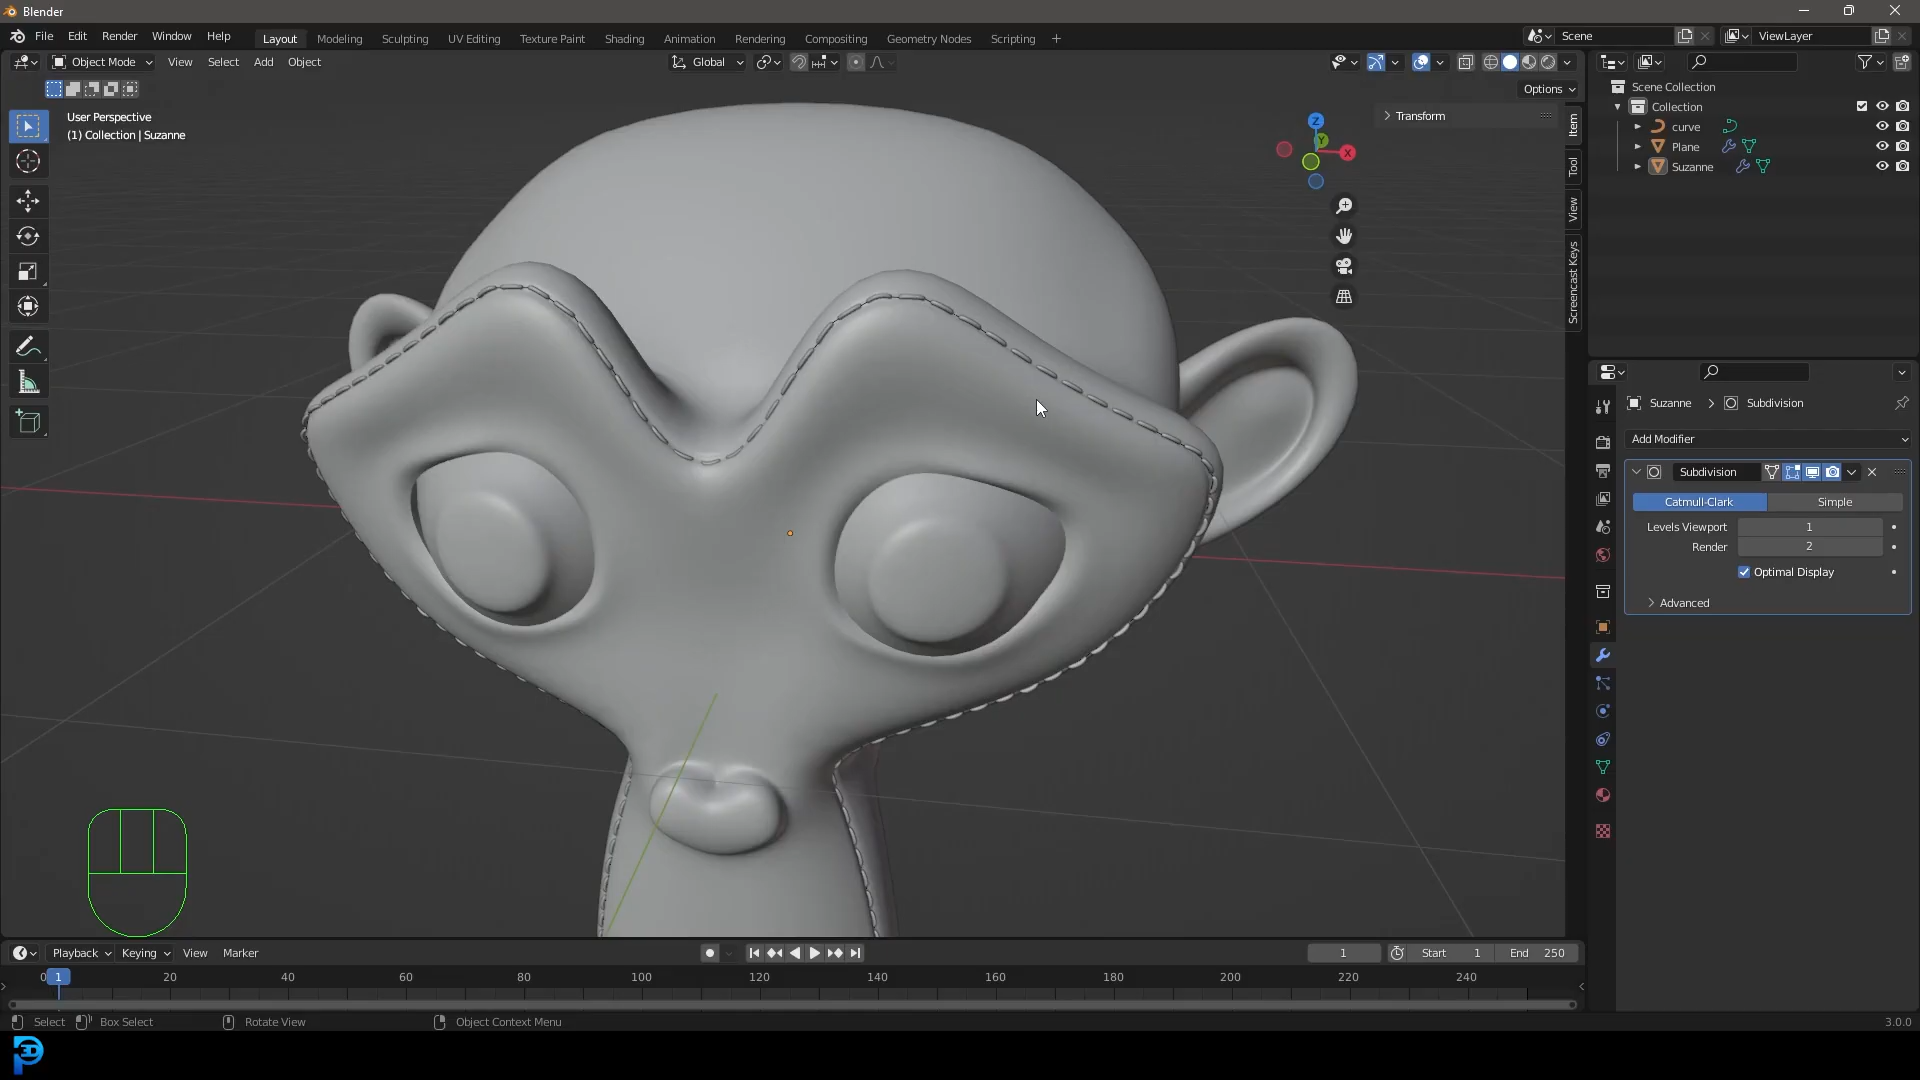 Blender
File Edit Render Window Help
Layout Modeling Sculpting UV Editing Texture Paint Shading Animation Rendering Compositing Geometry Nodes Scripting +
Scene
ViewLayer
Object Mode View Select Add Object
Global
Options
User Perspective
(1) Collection | Suzanne
Z
Y
X
Transform
Item
Tool
View
Screencast Keys
Scene Collection
Collection
curve
Plane
Suzanne
Suzanne > Subdivision
Add Modifier
Subdivision
Catmull-Clark Simple
Levels Viewport 1
Render 2
Optimal Display
Advanced
Playback Keying View Marker
1
Start 1
End 250
0 1 20 40 60 80 100 120 140 160 180 200 220 240
Select Box Select Rotate View Object Context Menu
3.0.0